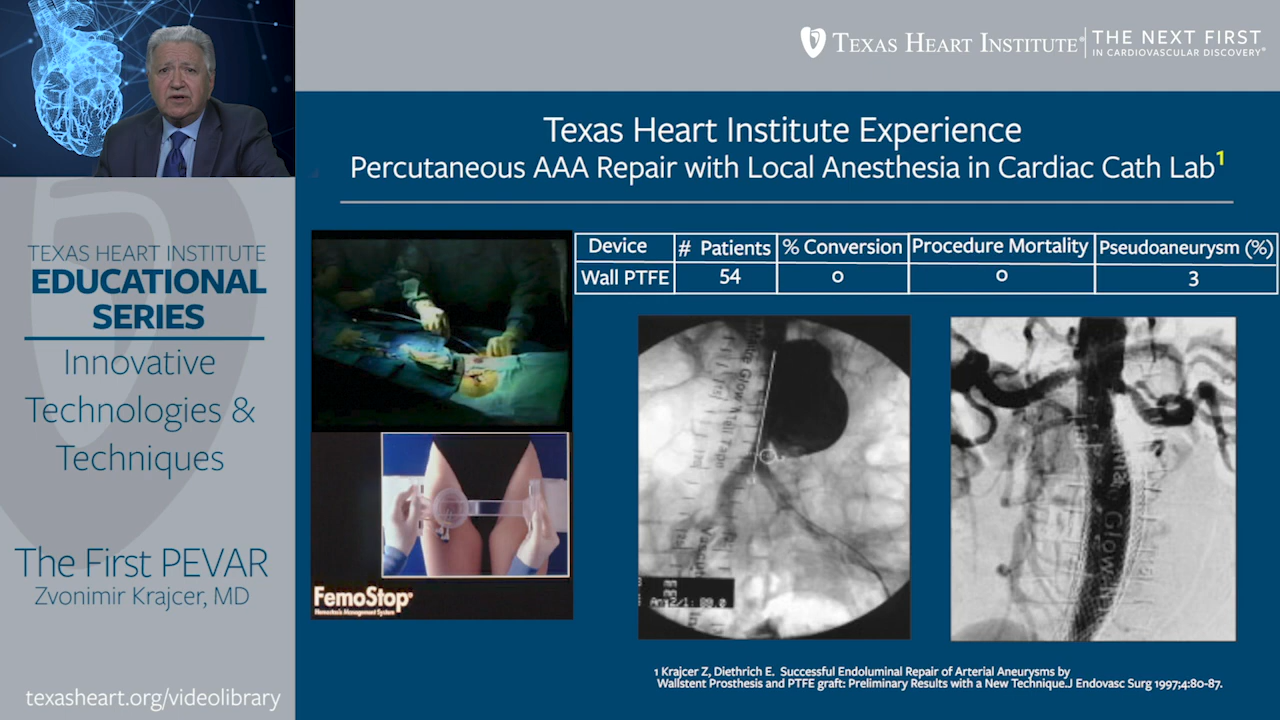 TEXAS HEART INSTITUTE®
THE NEXT FIRST
IN CARDIOVASCULAR DISCOVERY®
TEXAS HEART INSTITUTE
EDUCATIONAL
SERIES
Innovative
Technologies &
Techniques
The First PEVAR
Zvonimir Krajcer, MD
texasheart.org/videolibrary
Texas Heart Institute Experience
Percutaneous AAA Repair with Local Anesthesia in Cardiac Cath Lab1
Device # Patients % Conversion Procedure Mortality Pseudoaneurysm (%)
Wall PTFE 54 0 0 3
FemoStop®
Hemostasis Management System
1 Krajcer Z, Diethrich E. Successful Endoluminal Repair of Arterial Aneurysms by
Wallstent Prosthesis and PTFE graft: Preliminary Results with a New Technique.J Endovasc Surg 1997;4:80-87.